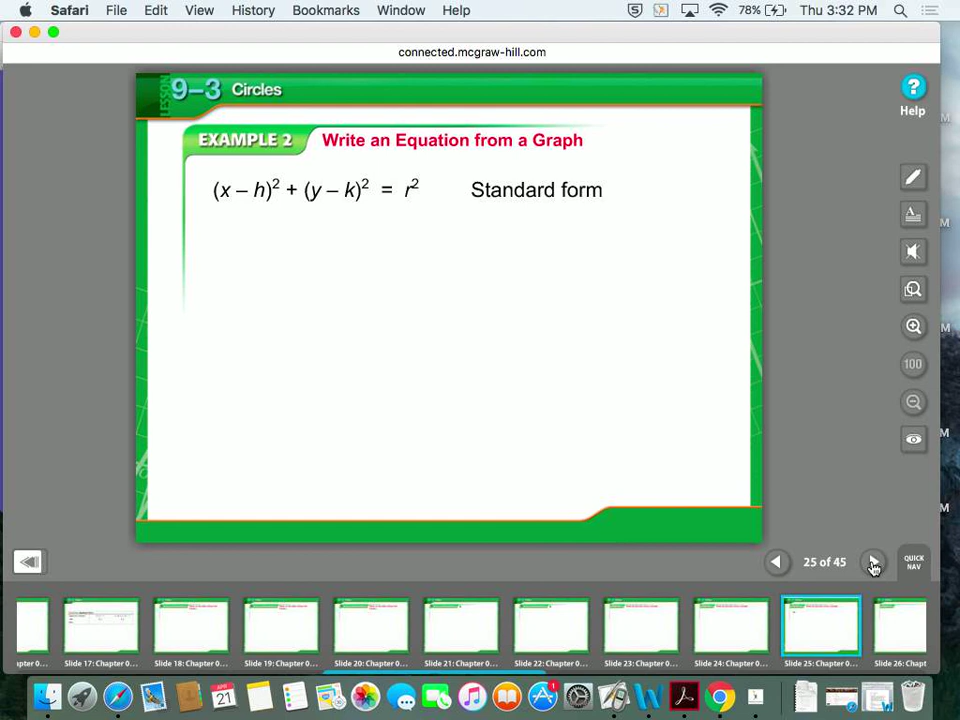 Safari File Edit View History Bookmarks Window Help 78% Thu 3:32 PM
connected.mcgraw-hill.com
LESSON 9–3 Circles
Help
EXAMPLE 2 Write an Equation from a Graph
(x – h)² + (y – k)² = r² Standard form
100
25 of 45
QUICK NAV
apter 0... Slide 17: Chapter 0... Slide 18: Chapter 0... Slide 19: Chapter 0... Slide 20: Chapter 0... Slide 21: Chapter 0... Slide 22: Chapter 0... Slide 23: Chapter 0... Slide 24: Chapter 0... Slide 25: Chapter 0... Slide 26: Chapt
APR 21